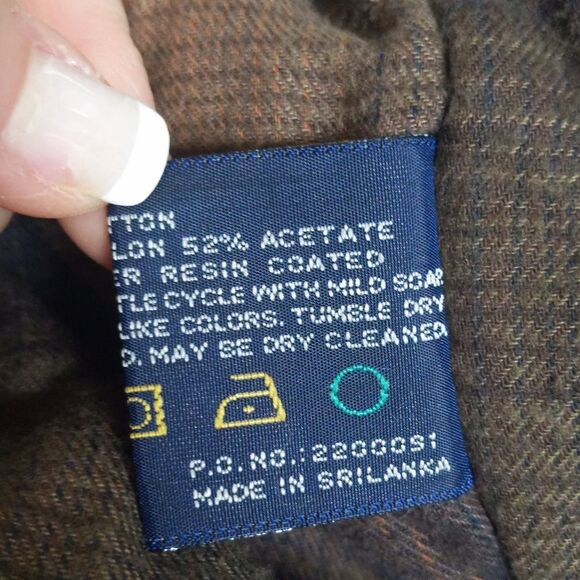 TTON
LON 52% ACETATE
R RESIN COATED
TLE CYCLE WITH MILD SOAP
LIKE COLORS. TUMBLE DRY
D. MAY BE DRY CLEANED
P.O.NO.:2200091
MADE IN SRILANKA